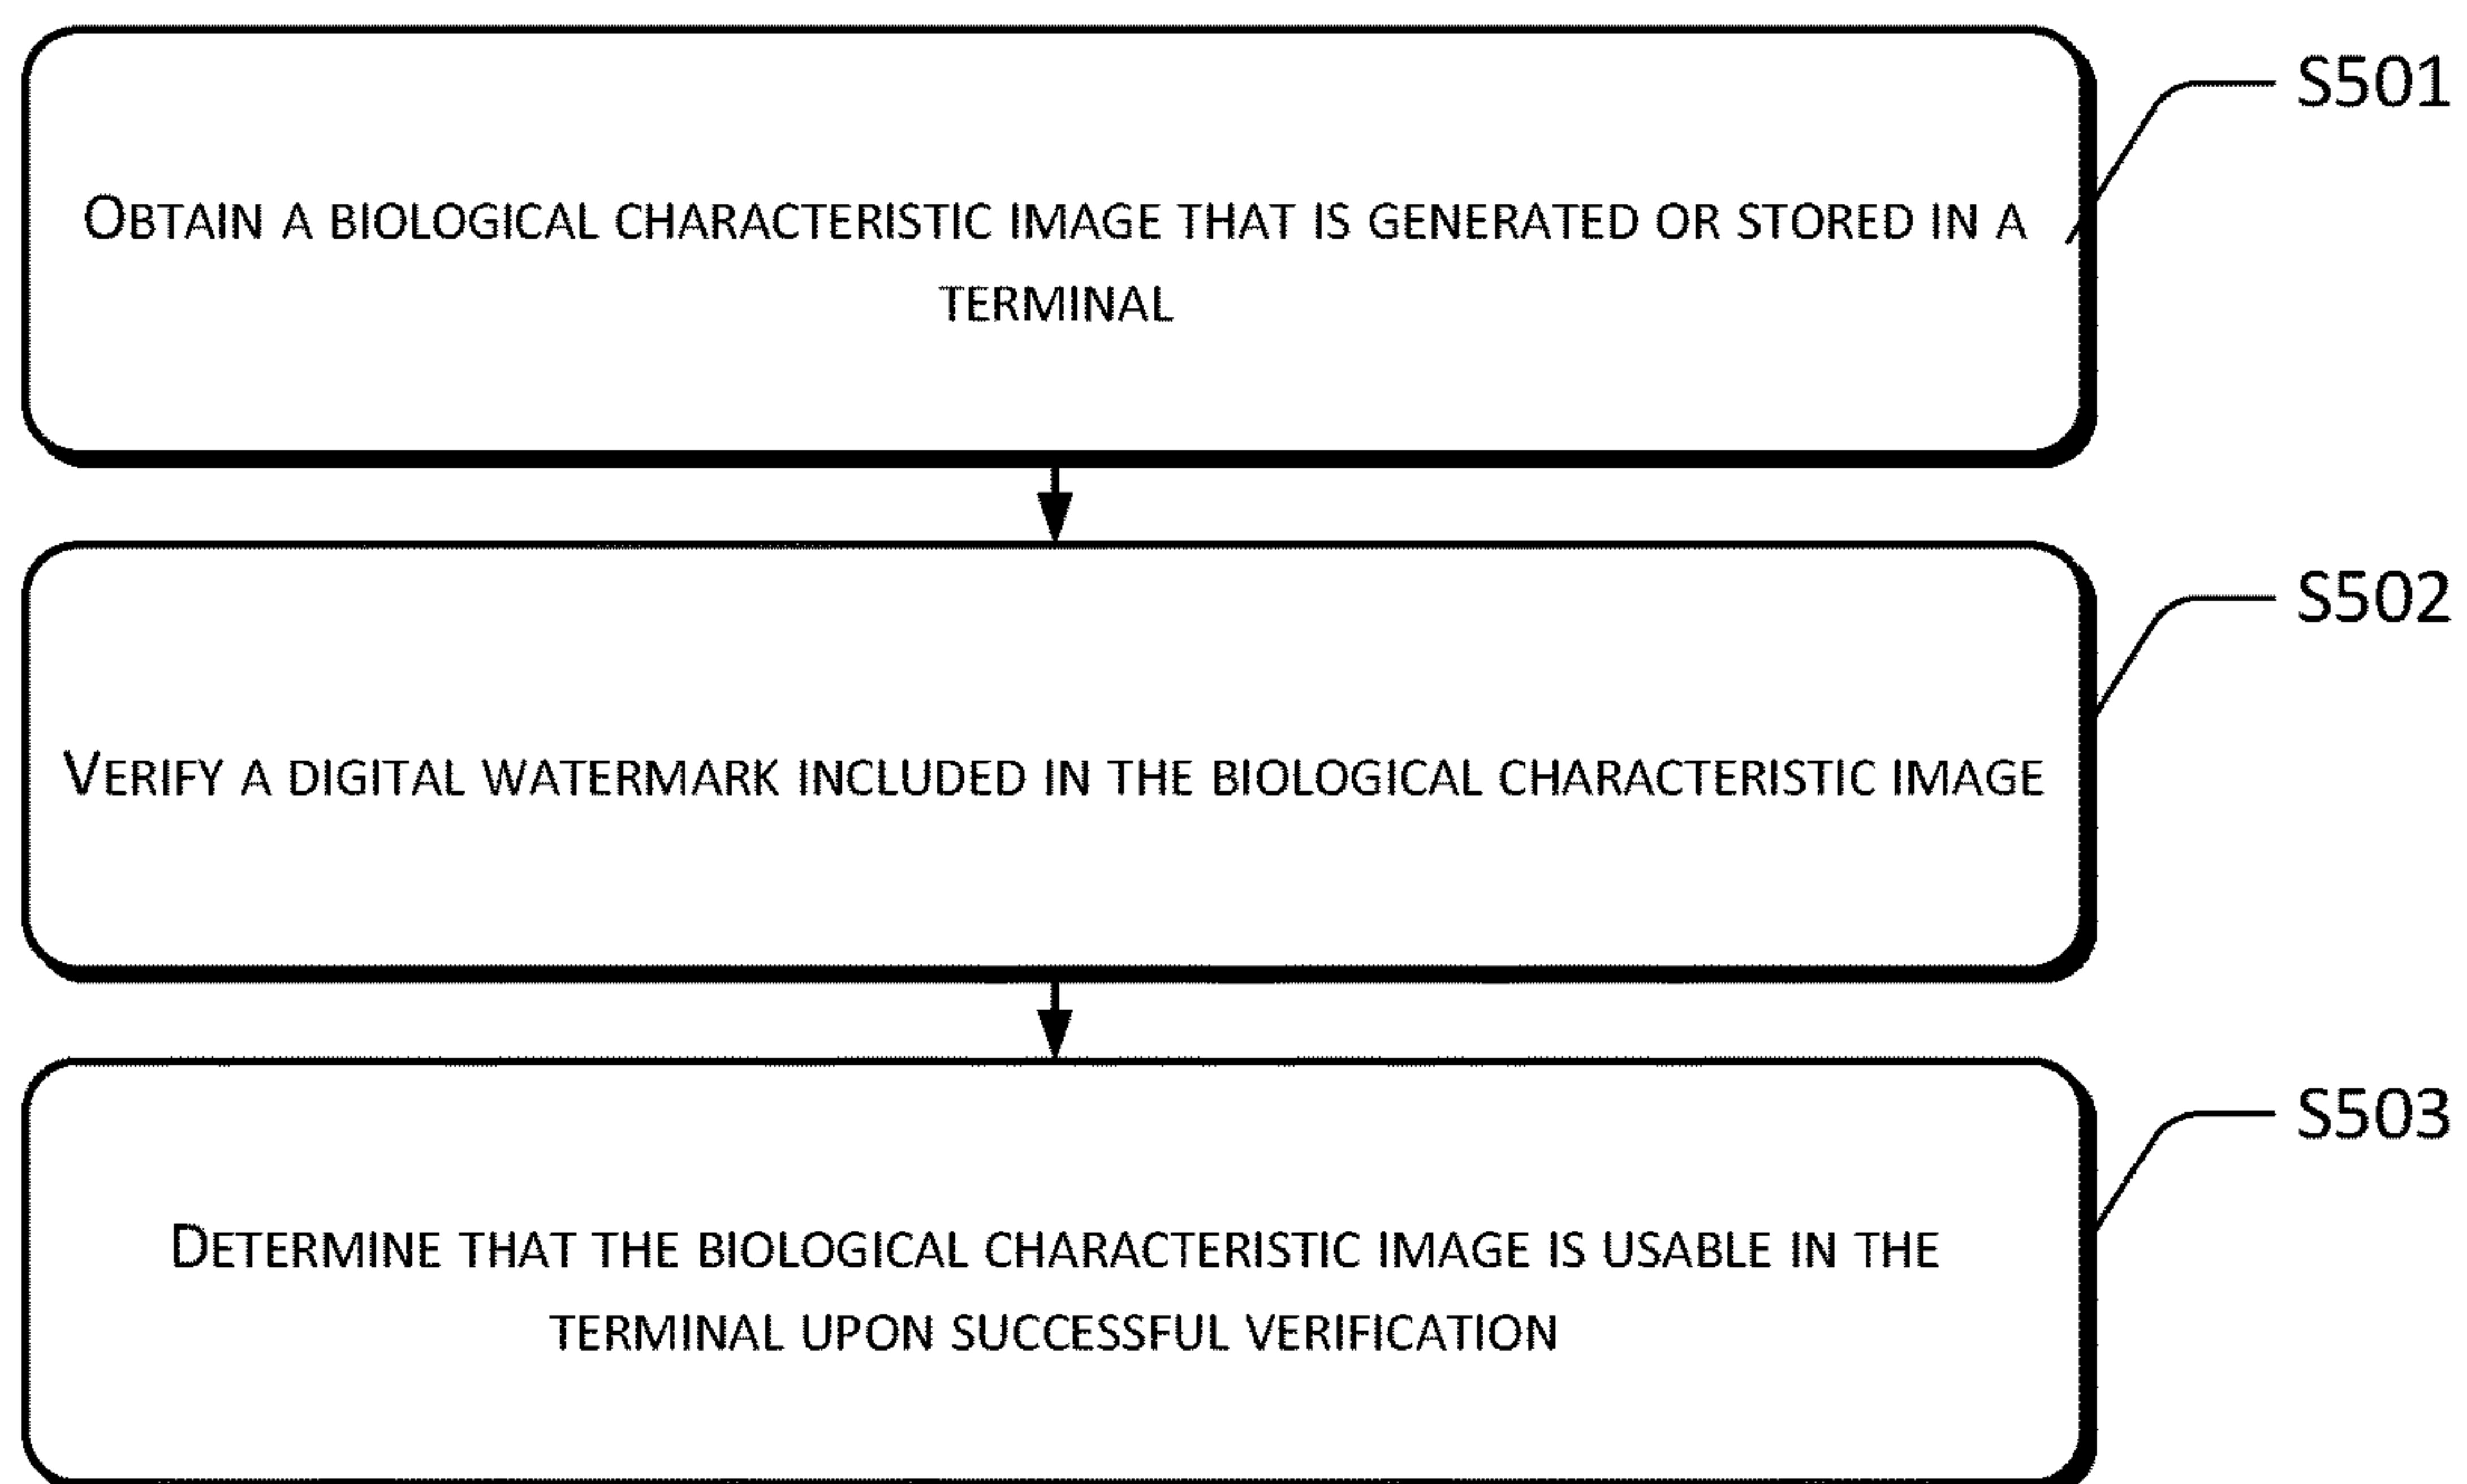 S501
OBTAIN A BIOLOGICAL CHARACTERISTIC IMAGE THAT IS GENERATED OR STORED IN A
TERMINAL
S502
VERIFY A DIGITAL WATERMARK INCLUDED IN THE BIOLOGICAL CHARACTERISTIC IMAGE
S503
DETERMINE THAT THE BIOLOGICAL CHARACTERISTIC IMAGE IS USABLE IN THE
TERMINAL UPON SUCCESSFUL VERIFICATION